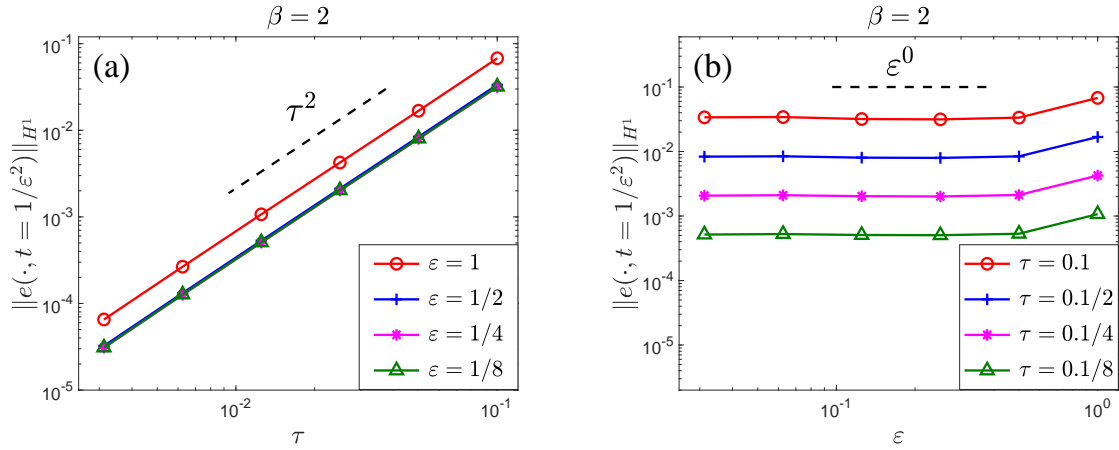 β = 2
(a)
τ²
10⁻¹
10⁻²
10⁻³
10⁻⁴
10⁻⁵
‖e(·, t = 1/ε²)‖_{H¹}
ε = 1
ε = 1/2
ε = 1/4
ε = 1/8
10⁻²
10⁻¹
τ
β = 2
(b)
ε⁰
10⁻¹
10⁻²
10⁻³
10⁻⁴
10⁻⁵
‖e(·, t = 1/ε²)‖_{H¹}
τ = 0.1
τ = 0.1/2
τ = 0.1/4
τ = 0.1/8
10⁻¹
10⁰
ε